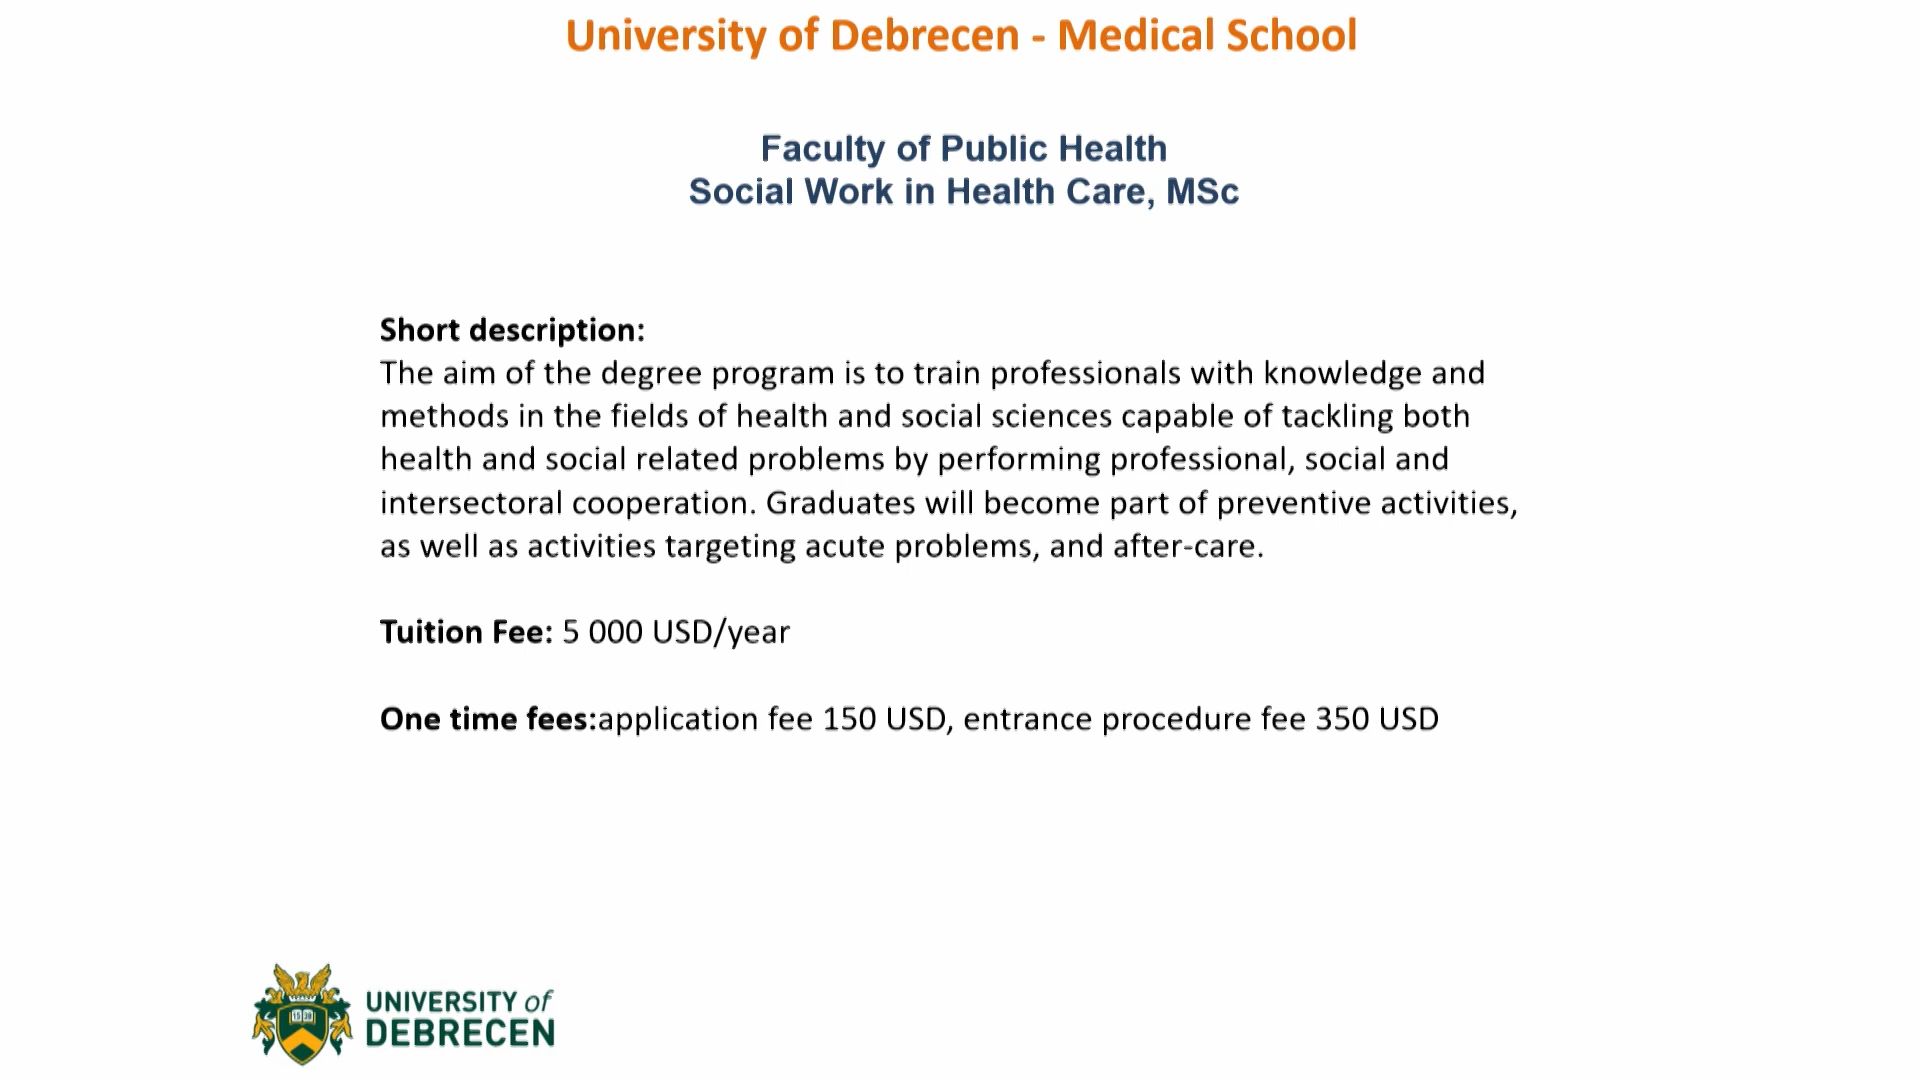 University of Debrecen - Medical School
Faculty of Public Health
Social Work in Health Care, MSc
Short description:
The aim of the degree program is to train professionals with knowledge and
methods in the fields of health and social sciences capable of tackling both
health and social related problems by performing professional, social and
intersectoral cooperation. Graduates will become part of preventive activities,
as well as activities targeting acute problems, and after-care.
Tuition Fee: 5 000 USD/year
One time fees:application fee 150 USD, entrance procedure fee 350 USD
15 38
UNIVERSITY of
DEBRECEN